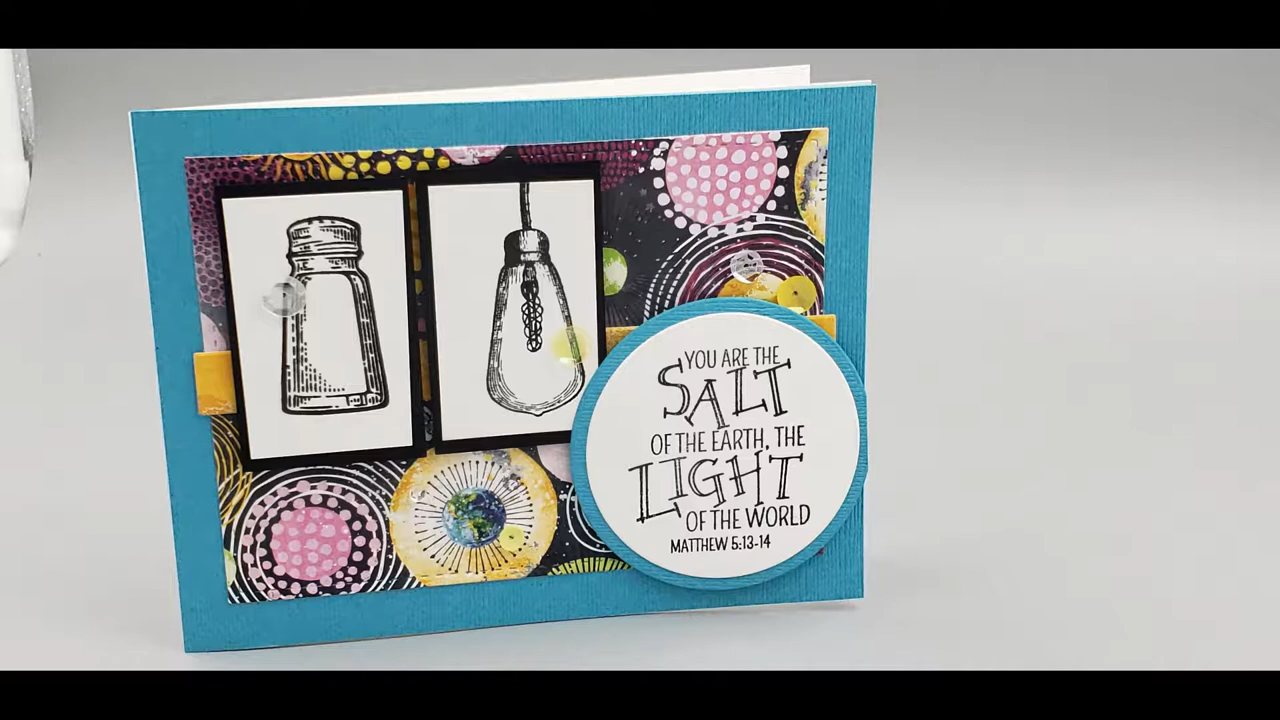 YOU ARE THE
SALT
OF THE EARTH, THE
LIGHT
OF THE WORLD
MATTHEW 5:13-14